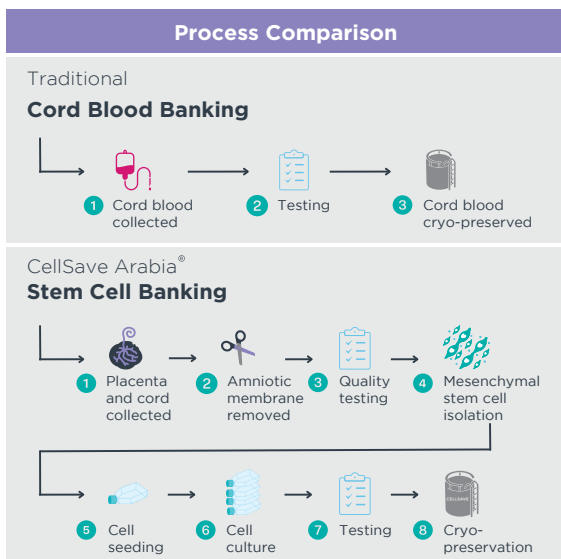 Process Comparison
Traditional
Cord Blood Banking
1 Cord blood
collected
2 Testing
3 Cord blood
cryo-preserved
CellSave Arabia®
Stem Cell Banking
1 Placenta
and cord
collected
2 Amniotic
membrane
removed
3 Quality
testing
4 Mesenchymal
stem cell
isolation
5 Cell
seeding
6 Cell
culture
7 Testing
CELLSAVE
8 Cryo-
preservation